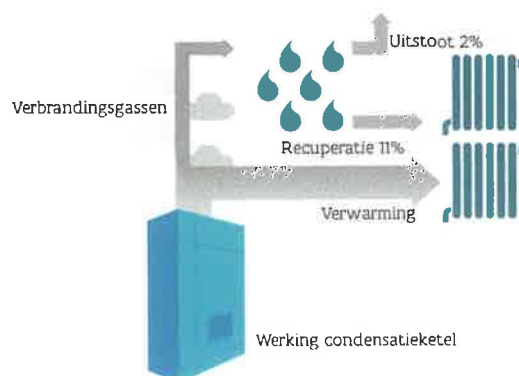 Uitstoot 2%
Verbrandingsgassen
Recuperatie 11%
Verwarming
Werking condensatieketel